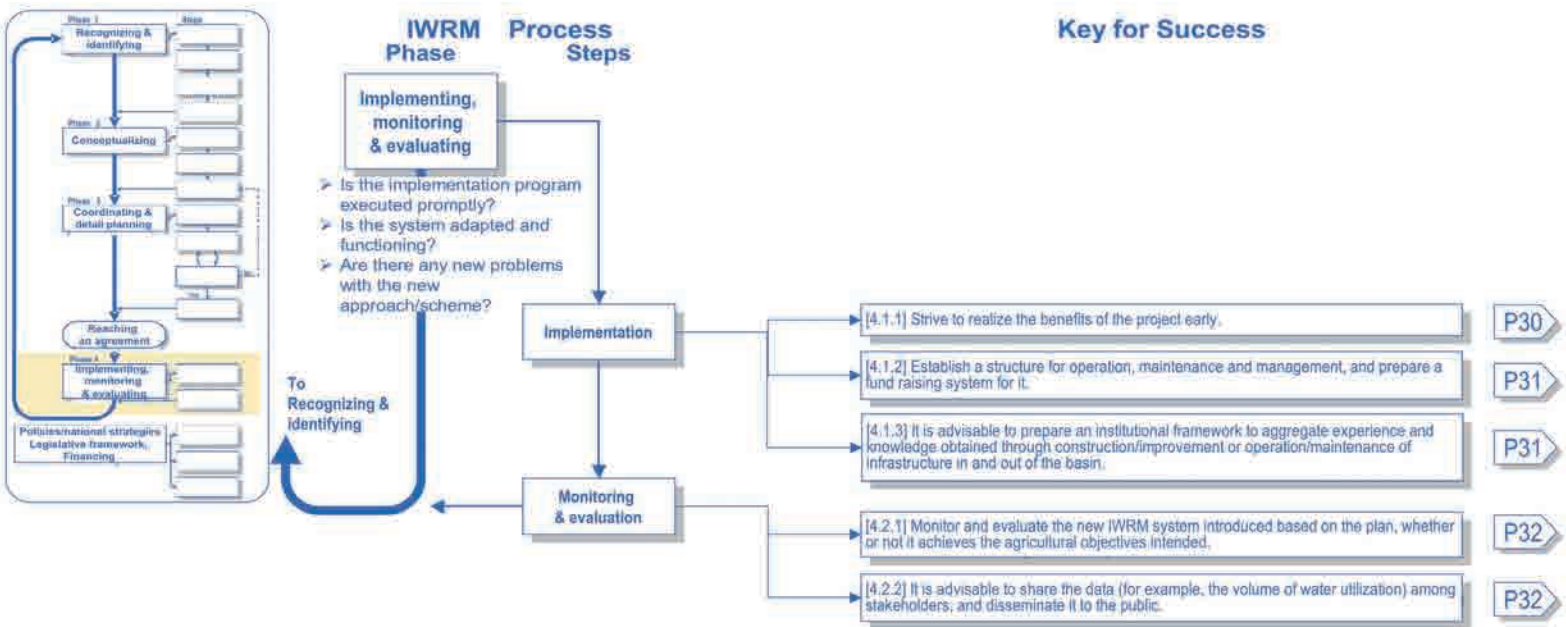 IWRM Process
Phase Steps
Key for Success
Phase 1
Steps
Recognizing &
identifying
Phase 2
Conceptualizing
Phase 3
Coordinating &
detail planning
Reaching
an agreement
Phase 4
Implementing,
monitoring
& evaluating
Policies/national strategies
Legislative framework,
Financing,
Implementing,
monitoring
& evaluating
➢ Is the implementation program
executed promptly?
➢ Is the system adapted and
functioning?
➢ Are there any new problems
with the new
approach/scheme?
To
Recognizing &
identifying
Implementation
[4.1.1] Strive to realize the benefits of the project early.
P30
[4.1.2] Establish a structure for operation, maintenance and management, and prepare a
fund raising system for it.
P31
[4.1.3] It is advisable to prepare an institutional framework to aggregate experience and
knowledge obtained through construction/improvement or operation/maintenance of
infrastructure in and out of the basin.
P31
Monitoring
& evaluation
[4.2.1] Monitor and evaluate the new IWRM system introduced based on the plan, whether
or not it achieves the agricultural objectives intended.
P32
[4.2.2] It is advisable to share the data (for example, the volume of water utilization) among
stakeholders, and disseminate it to the public.
P32